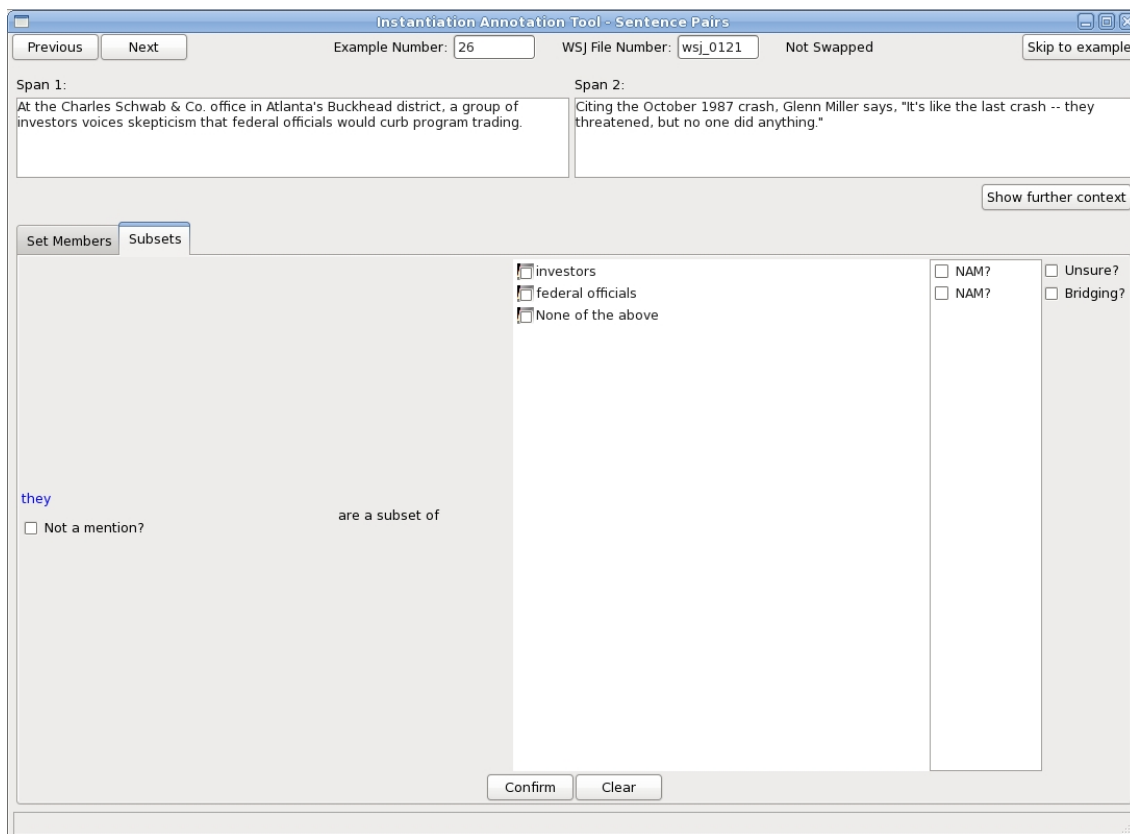 Instantiation Annotation Tool - Sentence Pairs
Previous Next Example Number: 26 WSJ File Number: wsj_0121 Not Swapped Skip to example
Span 1: Span 2:
At the Charles Schwab & Co. office in Atlanta's Buckhead district, a group of
investors voices skepticism that federal officials would curb program trading.
Citing the October 1987 crash, Glenn Miller says, "It's like the last crash -- they
threatened, but no one did anything."
Show further context
Set Members Subsets
investors NAM? Unsure?
federal officials NAM? Bridging?
None of the above
they
are a subset of
Not a mention?
Confirm Clear